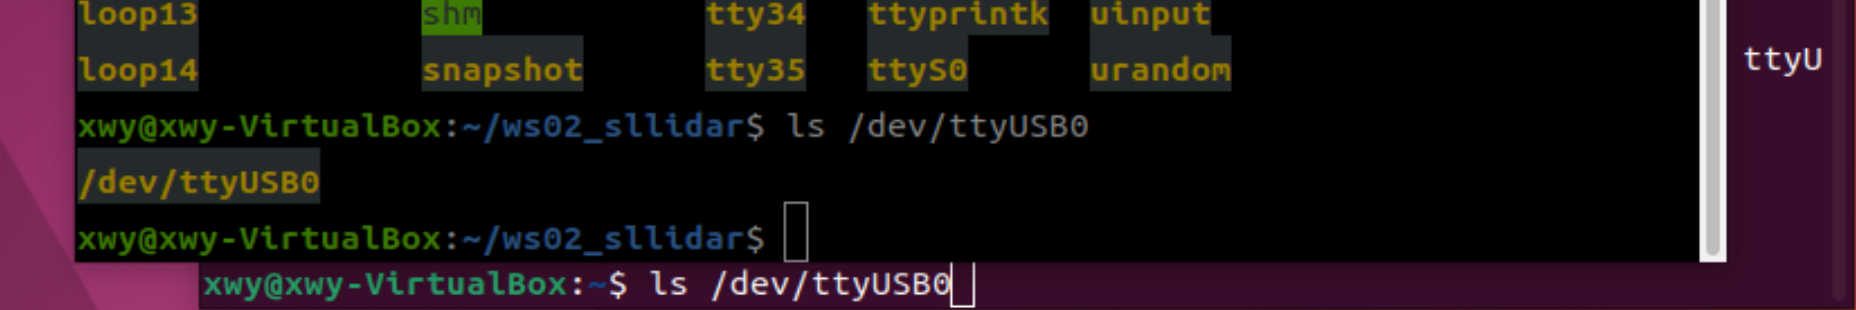 loop13 shm tty34 ttyprintk uinput
ttyU
loop14 snapshot tty35 ttyS0 urandom
xwy@xwy-VirtualBox:~/ws02_sllidar$ ls /dev/ttyUSB0
/dev/ttyUSB0
xwy@xwy-VirtualBox:~/ws02_sllidar$
xwy@xwy-VirtualBox:~$ ls /dev/ttyUSB0